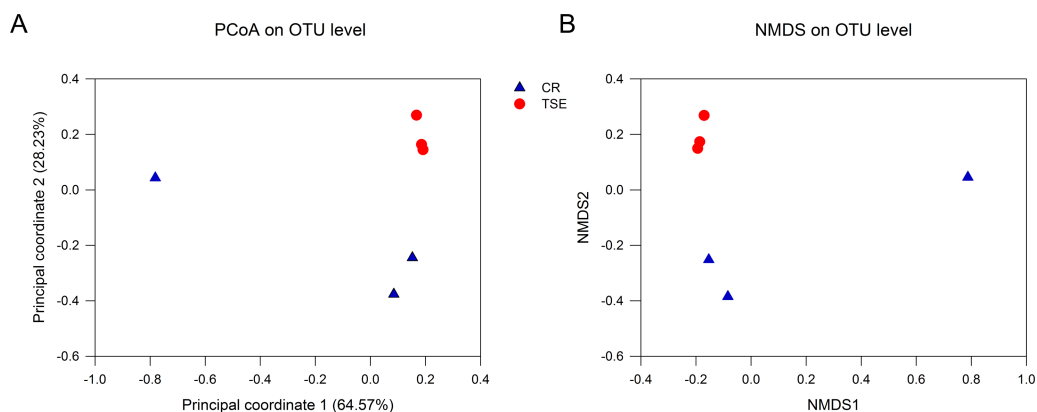 A
PCoA on OTU level
Principal coordinate 2 (28.23%)
0.4
0.2
0.0
-0.2
-0.4
-0.6
-1.0 -0.8 -0.6 -0.4 -0.2 0.0 0.2 0.4
Principal coordinate 1 (64.57%)
CR
TSE
B
NMDS on OTU level
NMDS2
0.4
0.2
0.0
-0.2
-0.4
-0.6
-0.4 -0.2 0.0 0.2 0.4 0.6 0.8 1.0
NMDS1